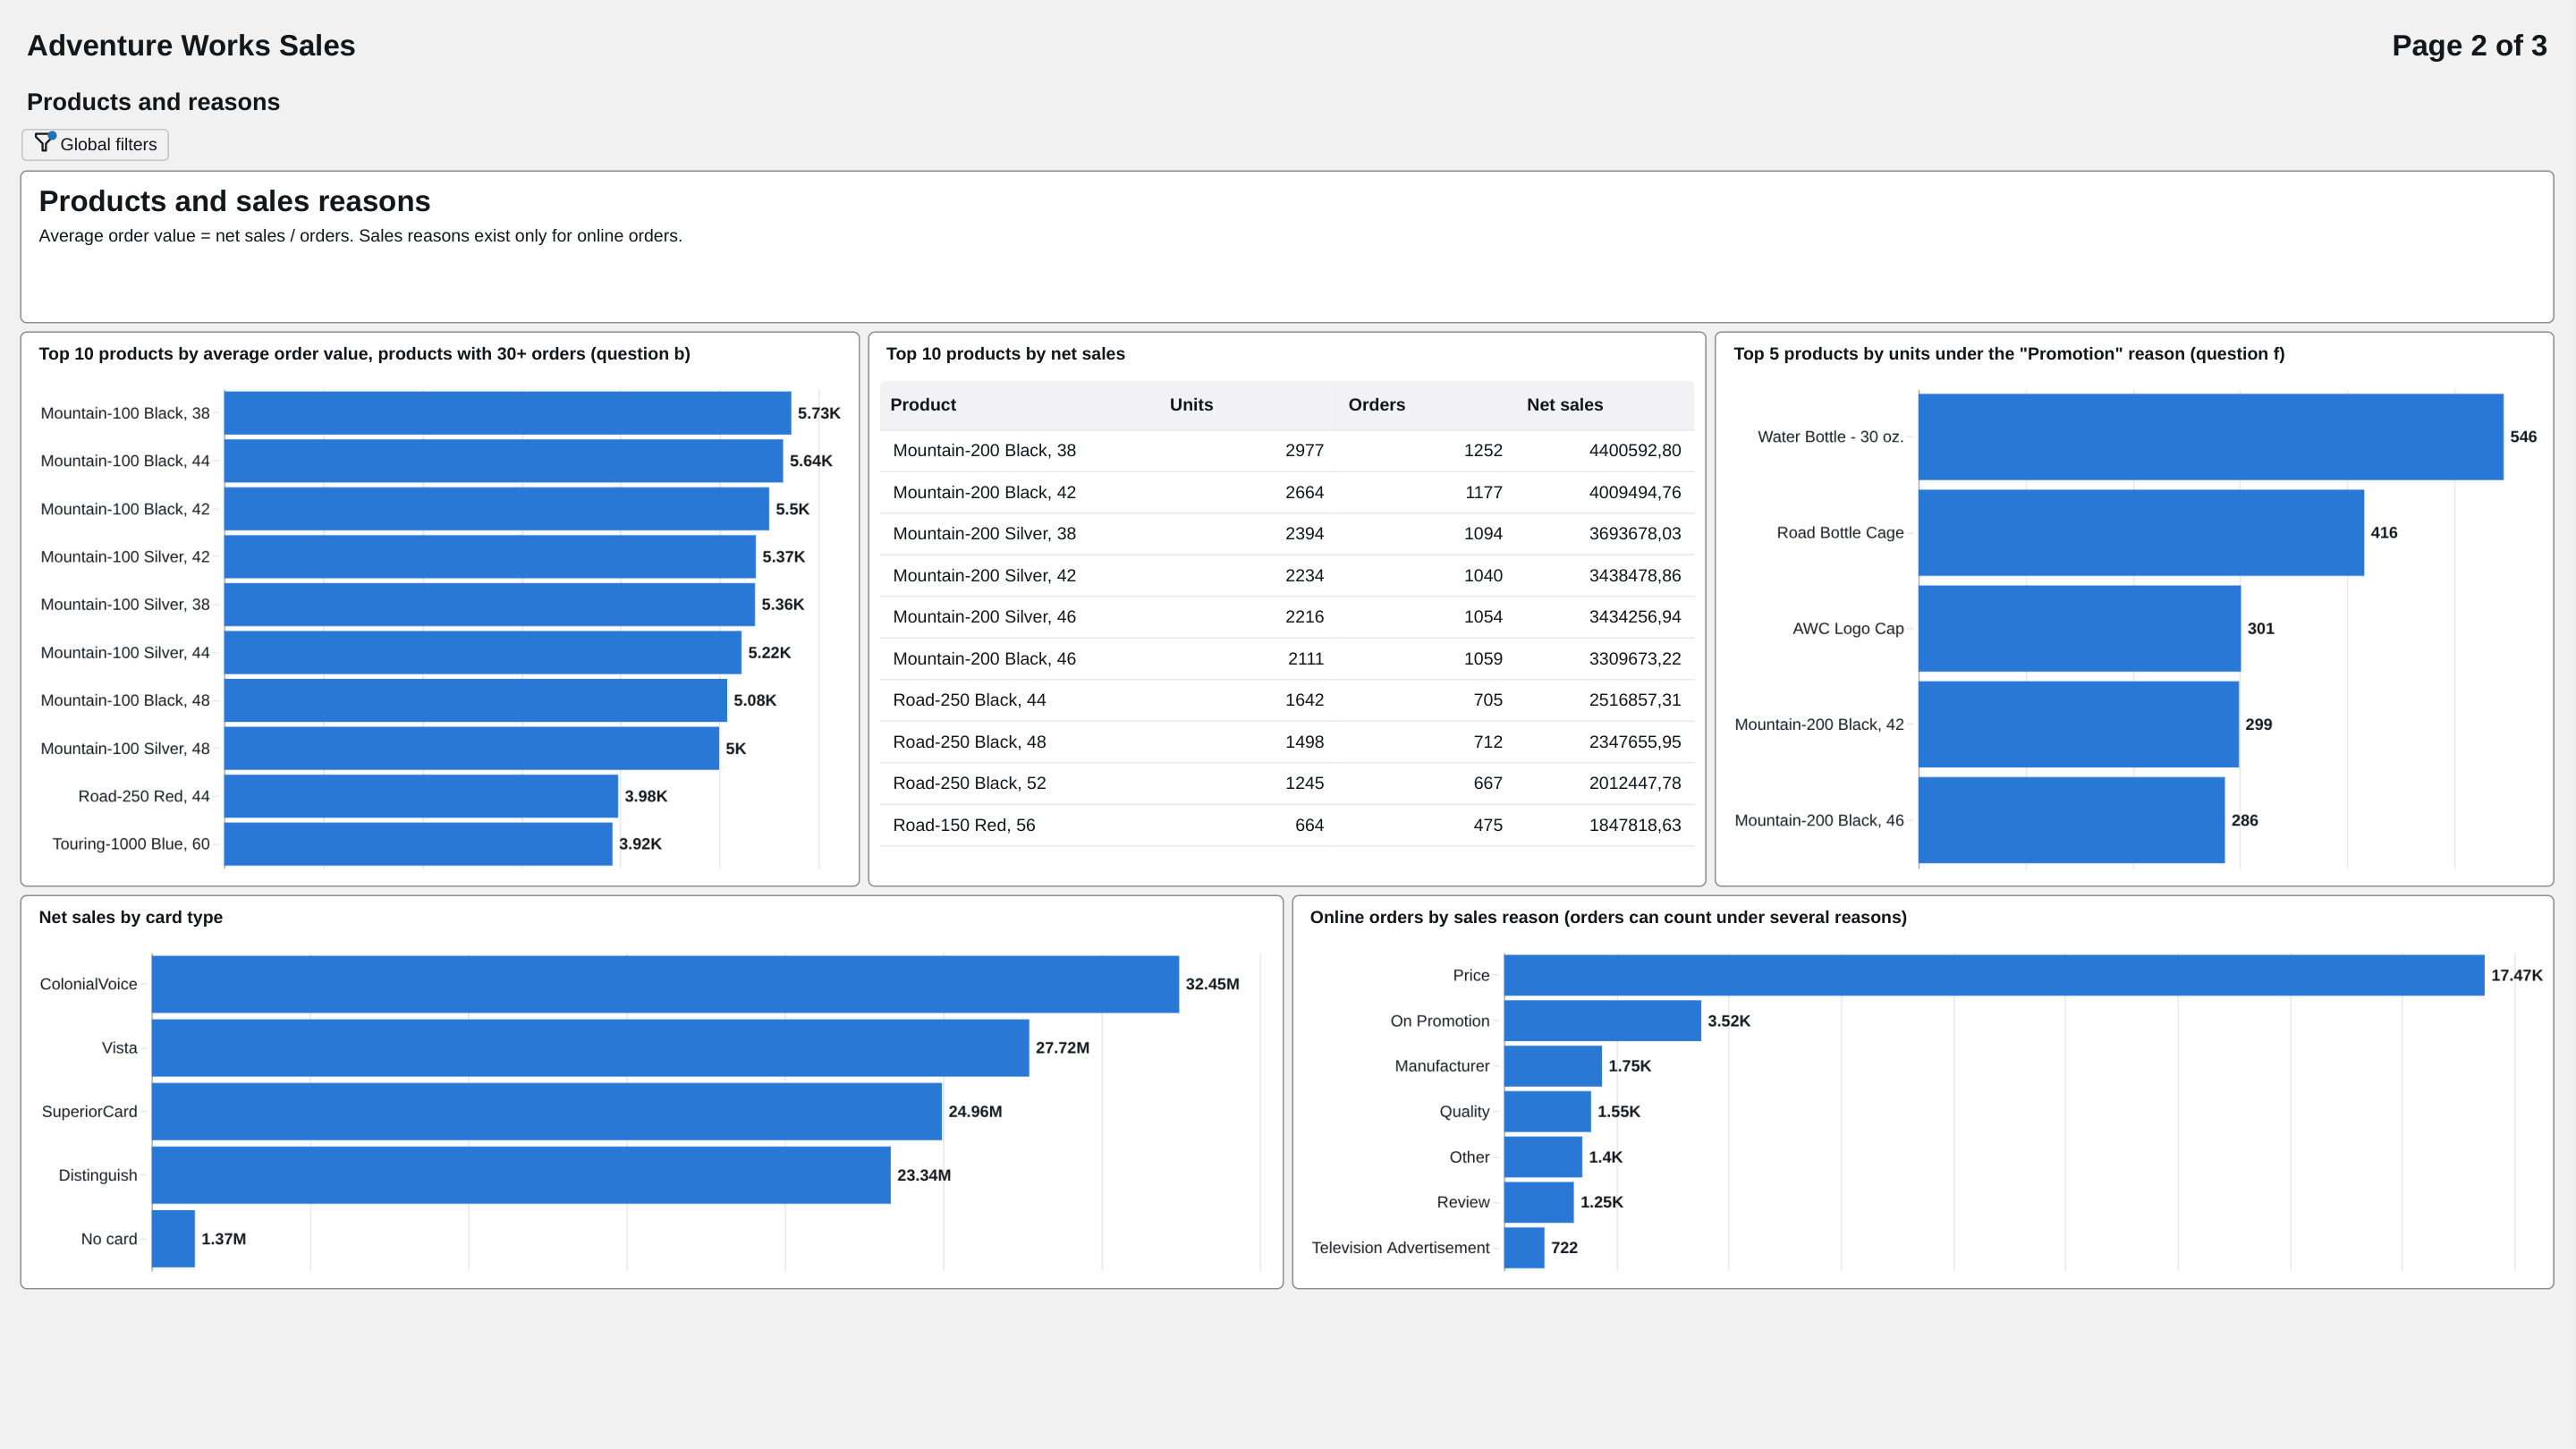 Adventure Works Sales
Page 2 of 3
Products and reasons
Global filters
Products and sales reasons
Average order value = net sales / orders. Sales reasons exist only for online orders.
Top 10 products by average order value, products with 30+ orders (question b)
Mountain-100 Black, 38 5.73K
Mountain-100 Black, 44 5.64K
Mountain-100 Black, 42 5.5K
Mountain-100 Silver, 42 5.37K
Mountain-100 Silver, 38 5.36K
Mountain-100 Silver, 44 5.22K
Mountain-100 Black, 48 5.08K
Mountain-100 Silver, 48 5K
Road-250 Red, 44 3.98K
Touring-1000 Blue, 60 3.92K
Top 10 products by net sales
Product Units Orders Net sales
Mountain-200 Black, 38 2977 1252 4400592,80
Mountain-200 Black, 42 2664 1177 4009494,76
Mountain-200 Silver, 38 2394 1094 3693678,03
Mountain-200 Silver, 42 2234 1040 3438478,86
Mountain-200 Silver, 46 2216 1054 3434256,94
Mountain-200 Black, 46 2111 1059 3309673,22
Road-250 Black, 44 1642 705 2516857,31
Road-250 Black, 48 1498 712 2347655,95
Road-250 Black, 52 1245 667 2012447,78
Road-150 Red, 56 664 475 1847818,63
Top 5 products by units under the "Promotion" reason (question f)
Water Bottle - 30 oz. 546
Road Bottle Cage 416
AWC Logo Cap 301
Mountain-200 Black, 42 299
Mountain-200 Black, 46 286
Net sales by card type
ColonialVoice 32.45M
Vista 27.72M
SuperiorCard 24.96M
Distinguish 23.34M
No card 1.37M
Online orders by sales reason (orders can count under several reasons)
Price 17.47K
On Promotion 3.52K
Manufacturer 1.75K
Quality 1.55K
Other 1.4K
Review 1.25K
Television Advertisement 722